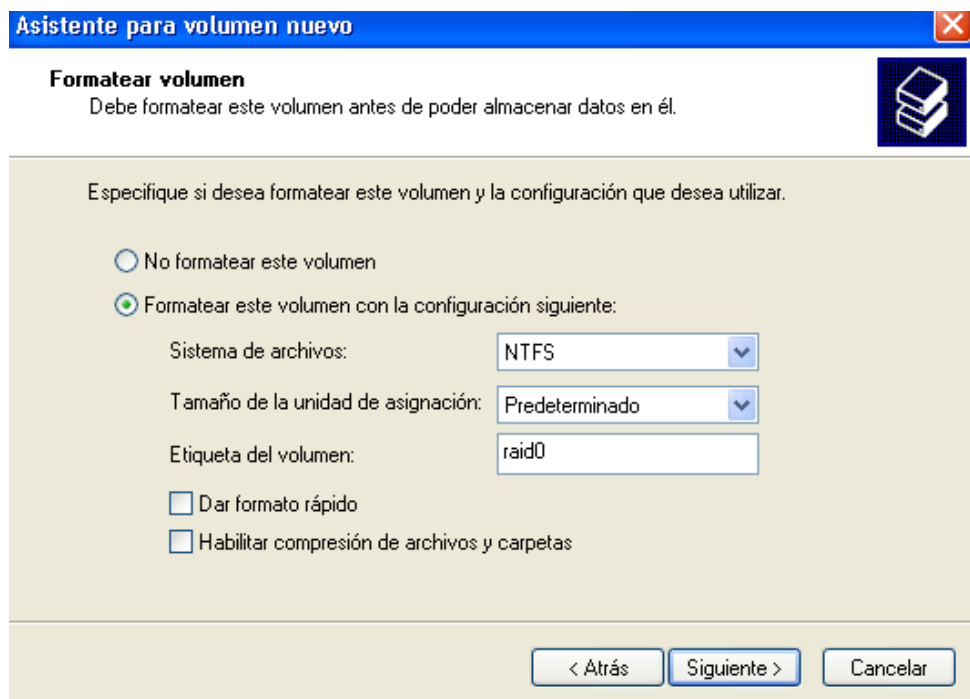 Asistente para volumen nuevo
Formatear volumen
Debe formatear este volumen antes de poder almacenar datos en él.
Especifique si desea formatear este volumen y la configuración que desea utilizar.
No formatear este volumen
Formatear este volumen con la configuración siguiente:
Sistema de archivos: NTFS
Tamaño de la unidad de asignación: Predeterminado
Etiqueta del volumen: raid0
Dar formato rápido
Habilitar compresión de archivos y carpetas
< Atrás Siguiente > Cancelar